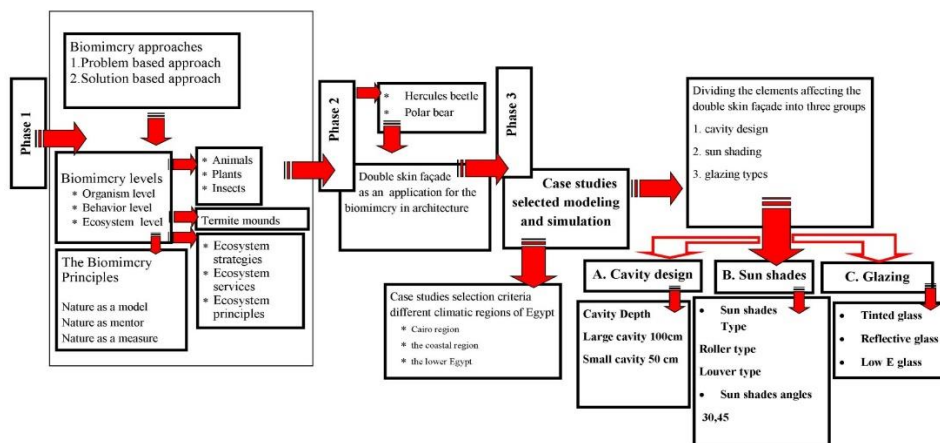 Phase 1
Biomimcry approaches
1.Problem based approach
2.Solution based approach
Biomimcry levels
* Organism level
* Behavior level
* Ecosystem level
* Animals
* Plants
* Insects
Termite mounds
* Ecosystem
strategies
* Ecosystem
services
* Ecosystem
principles
The Biomimcry
Principles
Nature as a model
Nature as mentor
Nature as a measure
Phase 2
* Hercules beetle
* Polar bear
Double skin façade
as an application for the
biomimcry in architecture
Phase 3
Case studies
selected modeling
and simulation
Case studies selection criteria
different climatic regions of Egypt
* Cairo region
* the coastal region
* the lower Egypt
Dividing the elements affecting the
double skin façade into three groups
1. cavity design
2. sun shading
3. glazing types
A. Cavity design
Cavity Depth
Large cavity 100cm
Small cavity 50 cm
B. Sun shades
• Sun shades
Type
Roller type
Louver type
• Sun shades angles
30,45
C. Glazing
• Tinted glass
• Reflective glass
• Low E glass